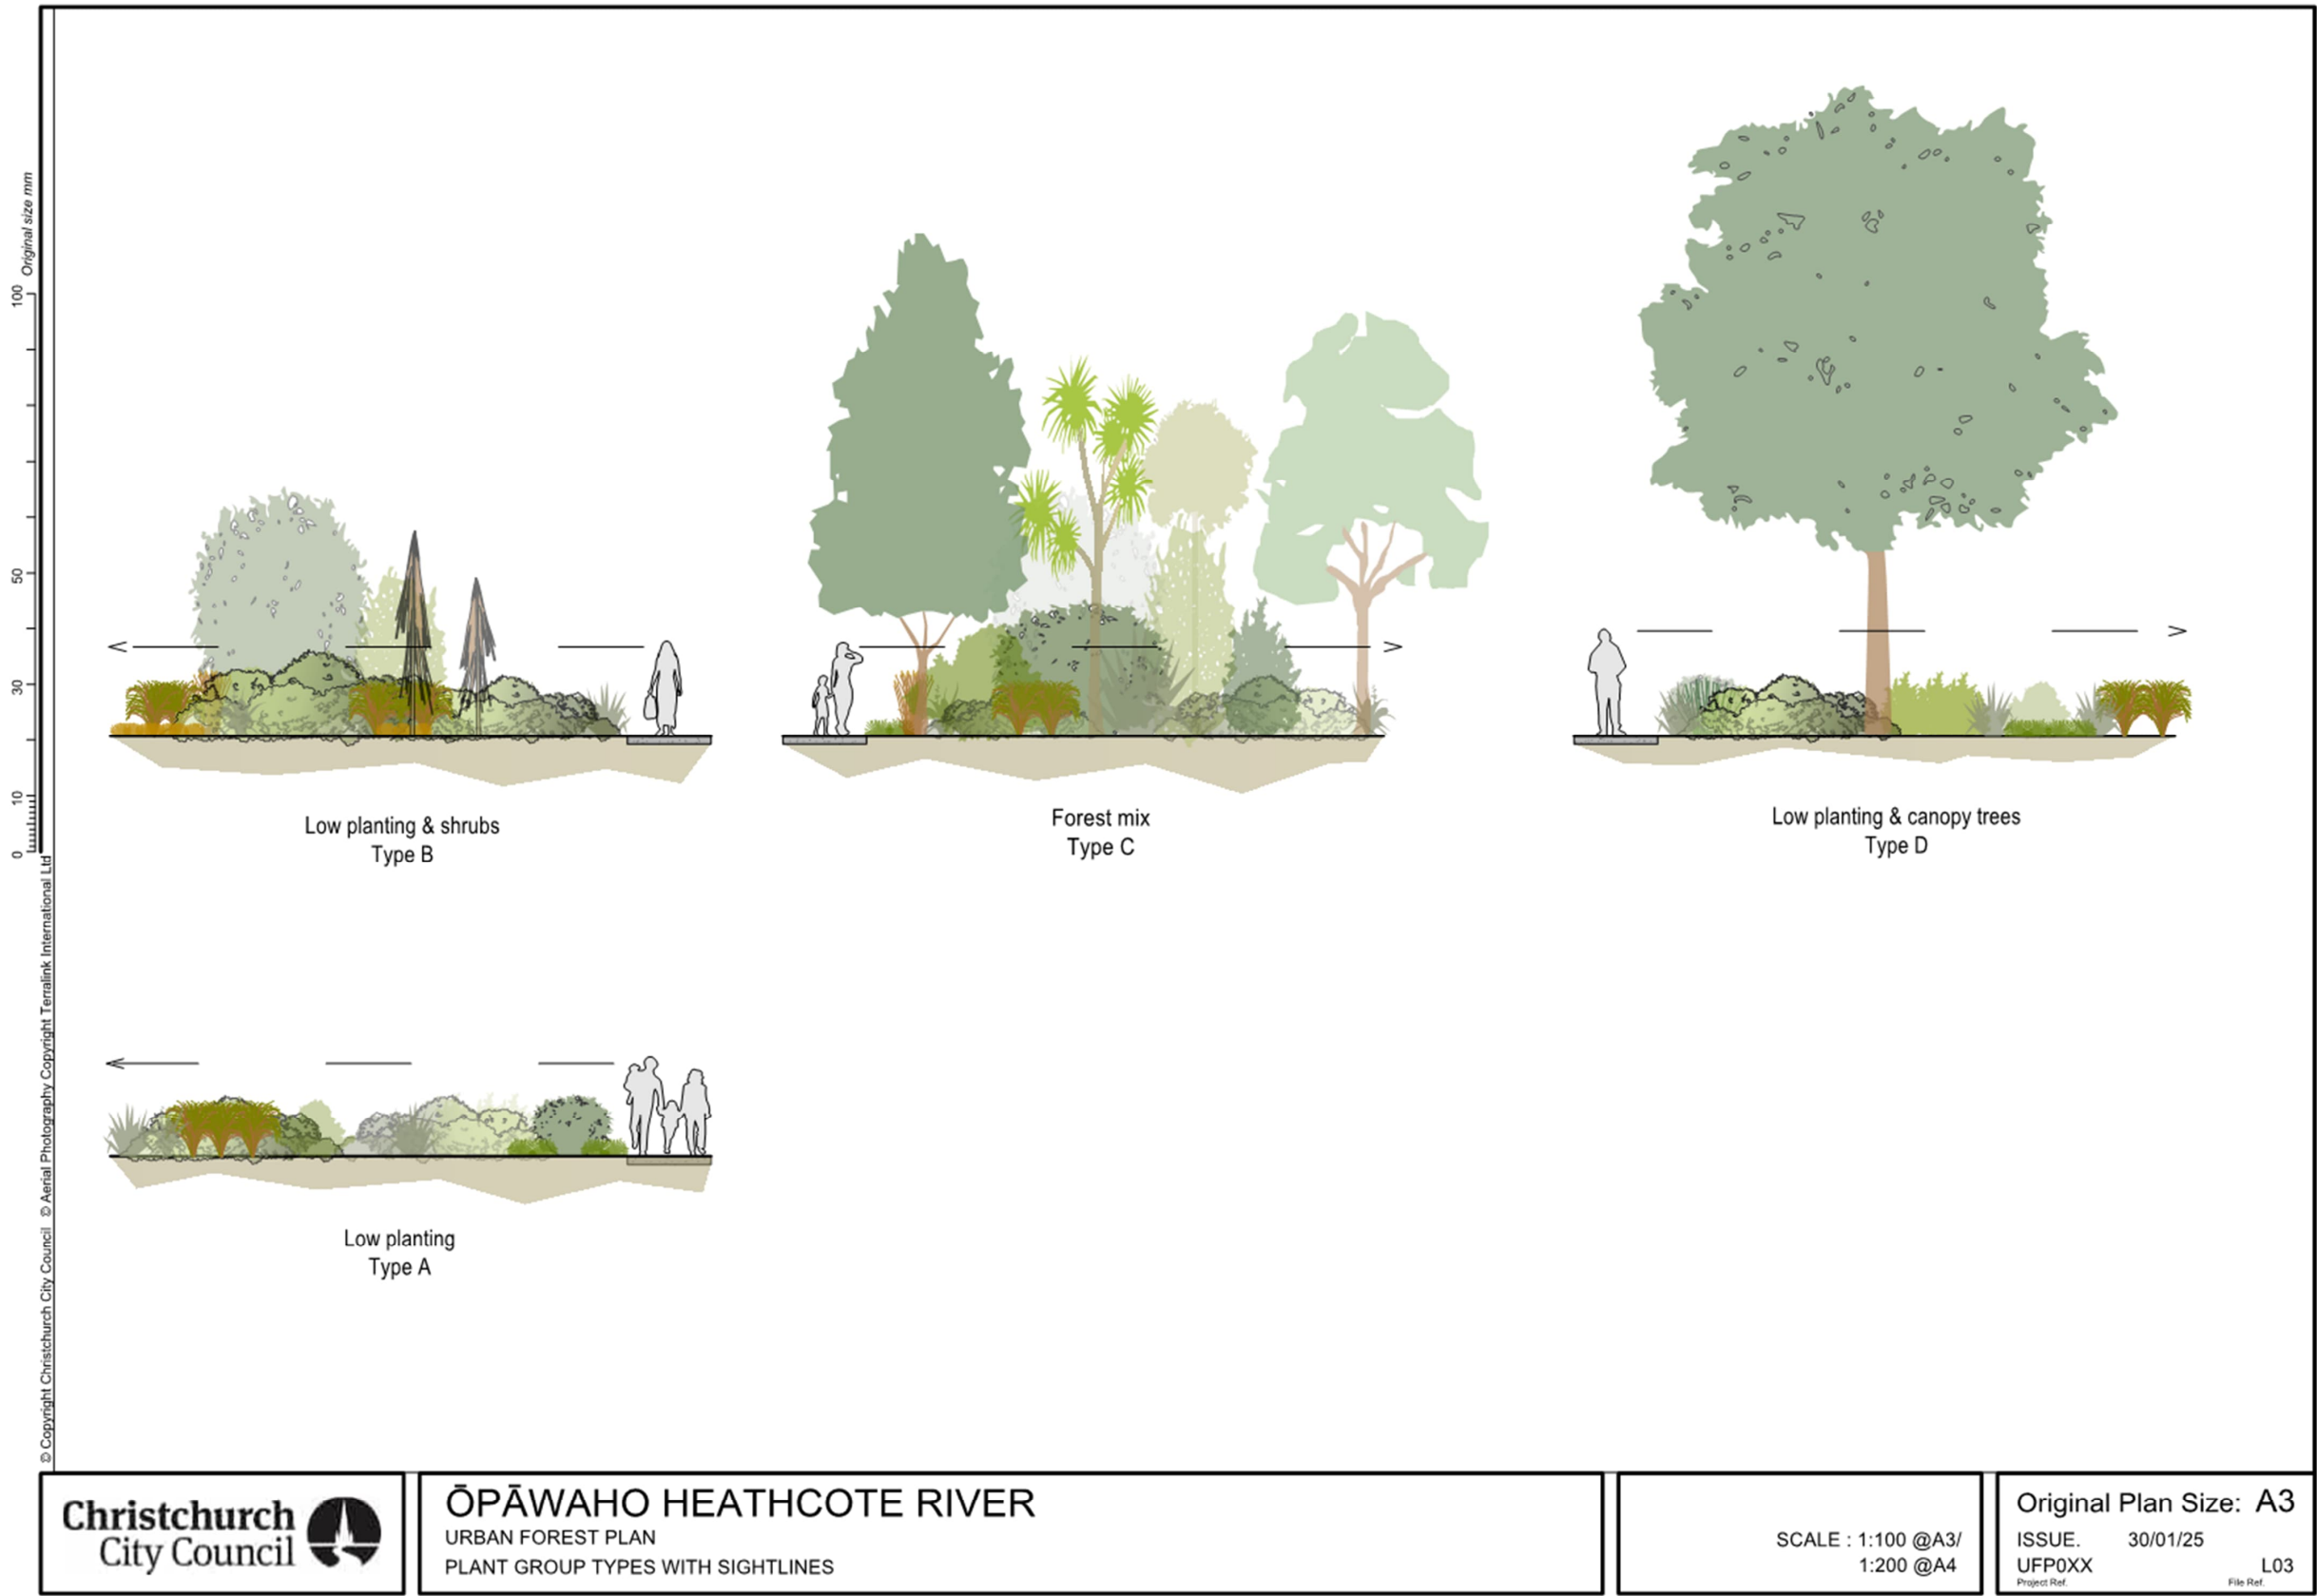 Original size mm
100
50
30
10
0
© Copyright Christchurch City Council © Aerial Photography Copyright Terralink International Ltd
Low planting & shrubs
Type B
Forest mix
Type C
Low planting & canopy trees
Type D
Low planting
Type A
Christchurch
City Council
ŌPĀWAHO HEATHCOTE RIVER
URBAN FOREST PLAN
PLANT GROUP TYPES WITH SIGHTLINES
SCALE : 1:100 @A3/
1:200 @A4
Original Plan Size: A3
ISSUE. 30/01/25
UFP0XX L03
Project Ref. File Ref.